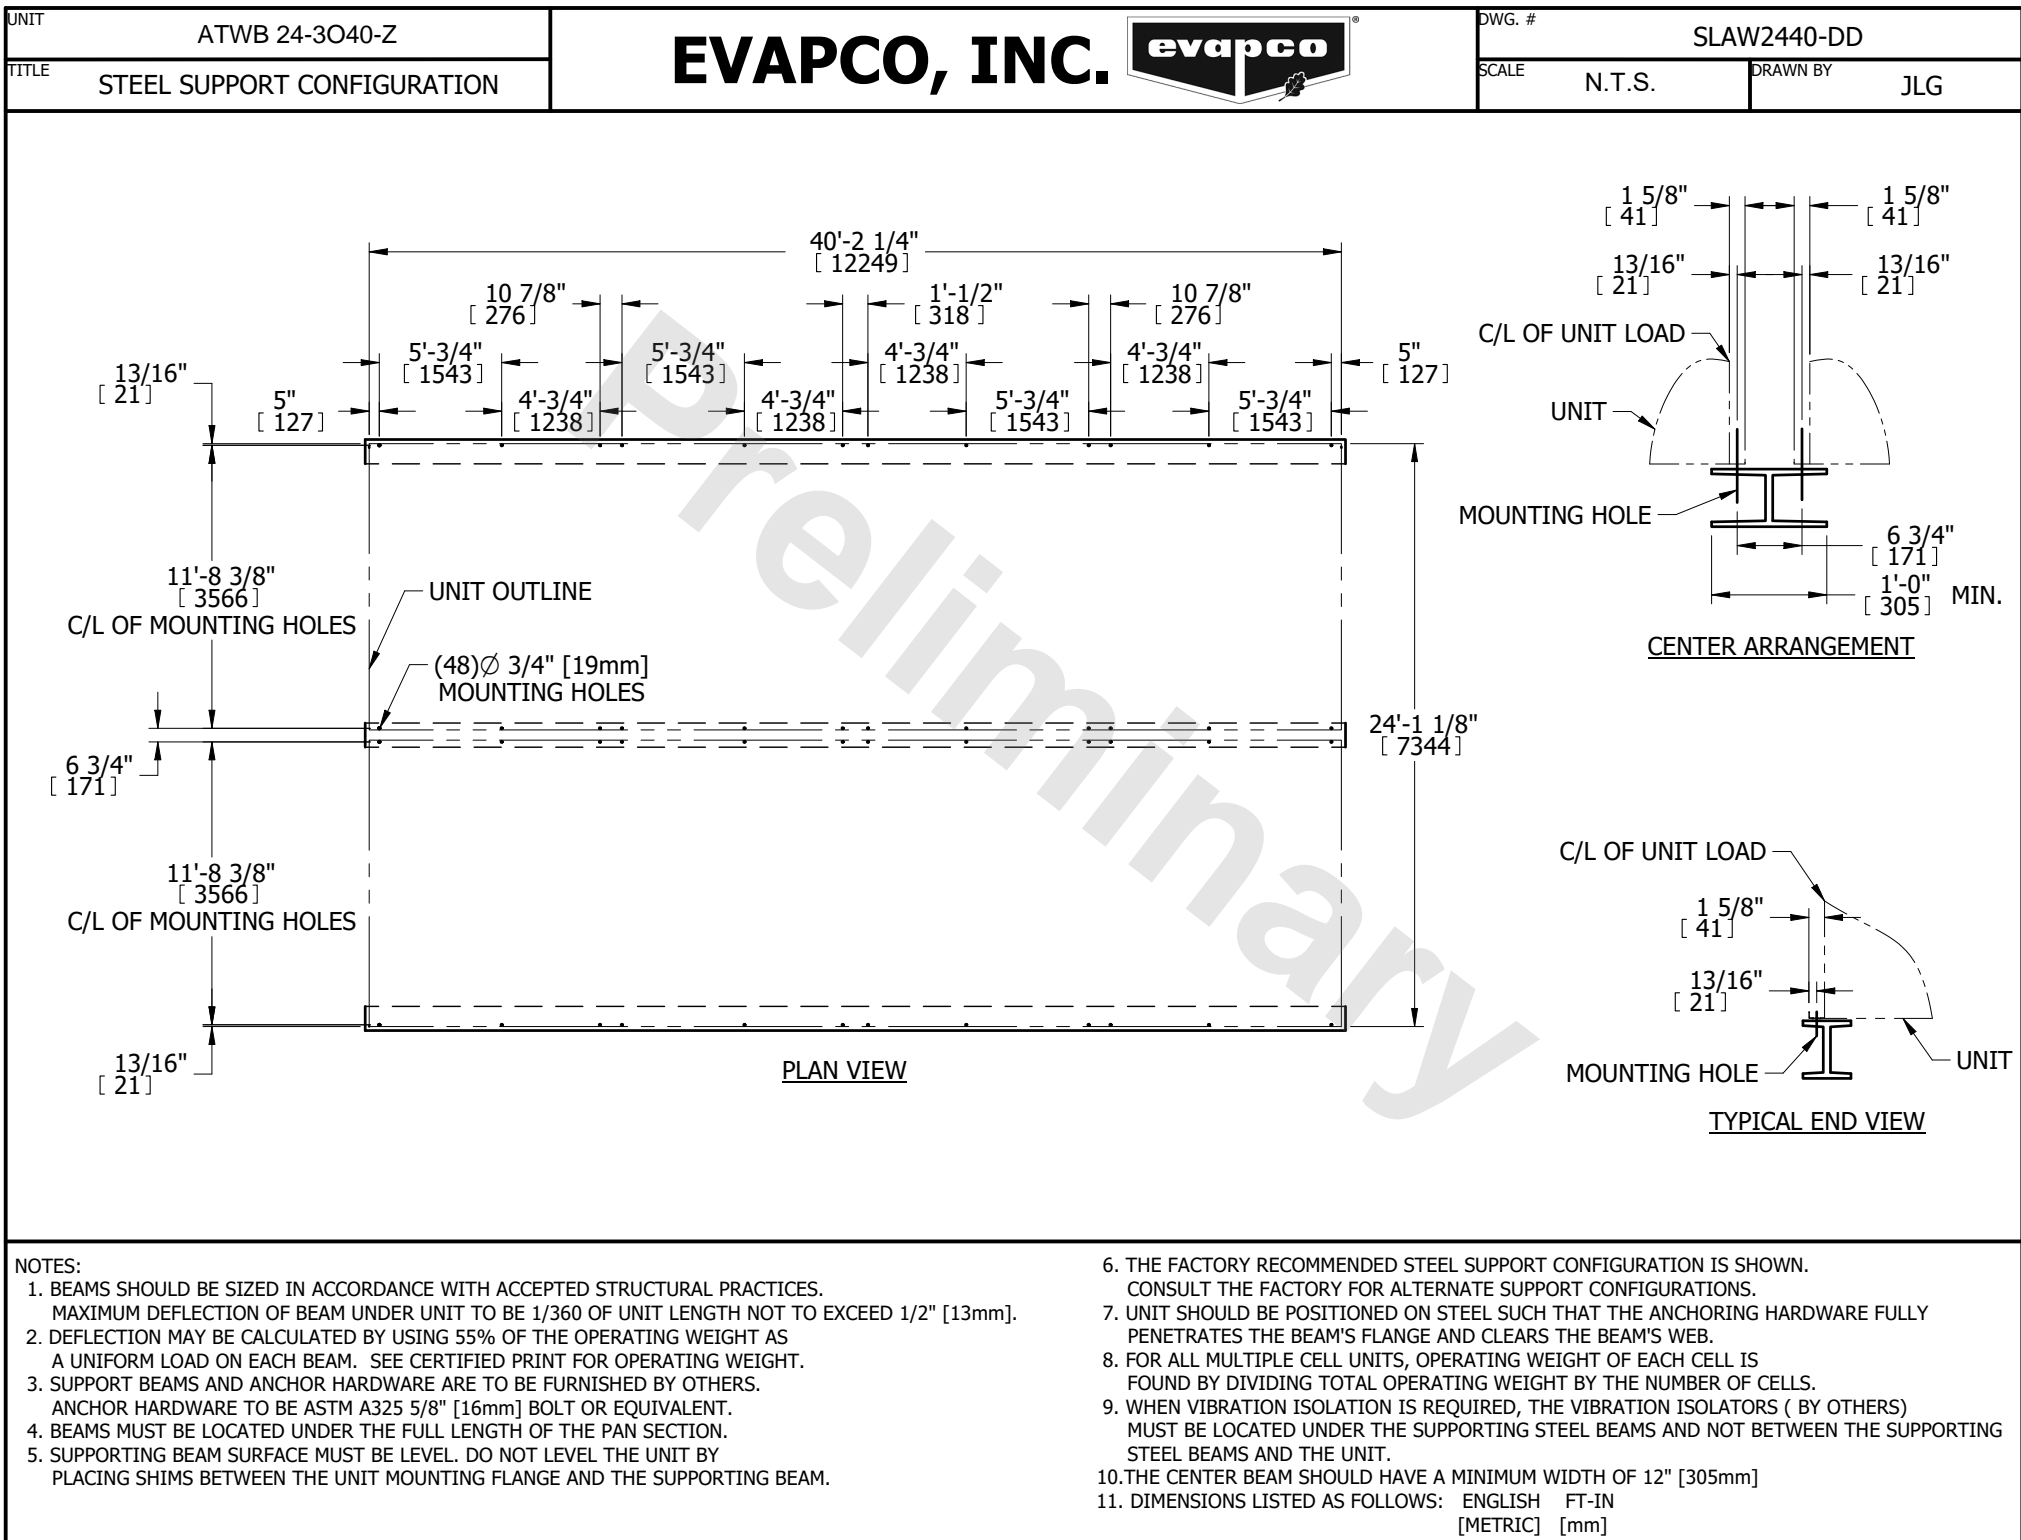 UNIT
ATWB 24-3O40-Z
TITLE
STEEL SUPPORT CONFIGURATION
EVAPCO, INC.
evapco
®
DWG. #
SLAW2440-DD
SCALE
N.T.S.
DRAWN BY
JLG
40'-2 1/4"
[ 12249]
10 7/8"
[ 276]
1'-1/2"
[ 318 ]
10 7/8"
[ 276]
5'-3/4"
[ 1543]
5'-3/4"
[ 1543]
4'-3/4"
[ 1238]
4'-3/4"
[ 1238]
5"
[ 127]
13/16"
[ 21]
5"
[ 127]
4'-3/4"
[ 1238]
4'-3/4"
[ 1238]
5'-3/4"
[ 1543]
5'-3/4"
[ 1543]
11'-8 3/8"
[ 3566]
C/L OF MOUNTING HOLES
UNIT OUTLINE
(48)Ø 3/4" [19mm]
MOUNTING HOLES
6 3/4"
[ 171]
24'-1 1/8"
[ 7344]
11'-8 3/8"
[ 3566]
C/L OF MOUNTING HOLES
13/16"
[ 21]
PLAN VIEW
Preliminary
1 5/8"
[ 41]
1 5/8"
[ 41]
13/16"
[ 21]
13/16"
[ 21]
C/L OF UNIT LOAD
UNIT
MOUNTING HOLE
6 3/4"
[ 171]
1'-0"
[ 305] MIN.
CENTER ARRANGEMENT
C/L OF UNIT LOAD
1 5/8"
[ 41]
13/16"
[ 21]
MOUNTING HOLE
UNIT
TYPICAL END VIEW
NOTES:
1. BEAMS SHOULD BE SIZED IN ACCORDANCE WITH ACCEPTED STRUCTURAL PRACTICES.
MAXIMUM DEFLECTION OF BEAM UNDER UNIT TO BE 1/360 OF UNIT LENGTH NOT TO EXCEED 1/2" [13mm].
2. DEFLECTION MAY BE CALCULATED BY USING 55% OF THE OPERATING WEIGHT AS
A UNIFORM LOAD ON EACH BEAM. SEE CERTIFIED PRINT FOR OPERATING WEIGHT.
3. SUPPORT BEAMS AND ANCHOR HARDWARE ARE TO BE FURNISHED BY OTHERS.
ANCHOR HARDWARE TO BE ASTM A325 5/8" [16mm] BOLT OR EQUIVALENT.
4. BEAMS MUST BE LOCATED UNDER THE FULL LENGTH OF THE PAN SECTION.
5. SUPPORTING BEAM SURFACE MUST BE LEVEL. DO NOT LEVEL THE UNIT BY
PLACING SHIMS BETWEEN THE UNIT MOUNTING FLANGE AND THE SUPPORTING BEAM.
6. THE FACTORY RECOMMENDED STEEL SUPPORT CONFIGURATION IS SHOWN.
CONSULT THE FACTORY FOR ALTERNATE SUPPORT CONFIGURATIONS.
7. UNIT SHOULD BE POSITIONED ON STEEL SUCH THAT THE ANCHORING HARDWARE FULLY
PENETRATES THE BEAM'S FLANGE AND CLEARS THE BEAM'S WEB.
8. FOR ALL MULTIPLE CELL UNITS, OPERATING WEIGHT OF EACH CELL IS
FOUND BY DIVIDING TOTAL OPERATING WEIGHT BY THE NUMBER OF CELLS.
9. WHEN VIBRATION ISOLATION IS REQUIRED, THE VIBRATION ISOLATORS ( BY OTHERS)
MUST BE LOCATED UNDER THE SUPPORTING STEEL BEAMS AND NOT BETWEEN THE SUPPORTING
STEEL BEAMS AND THE UNIT.
10.THE CENTER BEAM SHOULD HAVE A MINIMUM WIDTH OF 12" [305mm]
11. DIMENSIONS LISTED AS FOLLOWS: ENGLISH FT-IN
[METRIC] [mm]